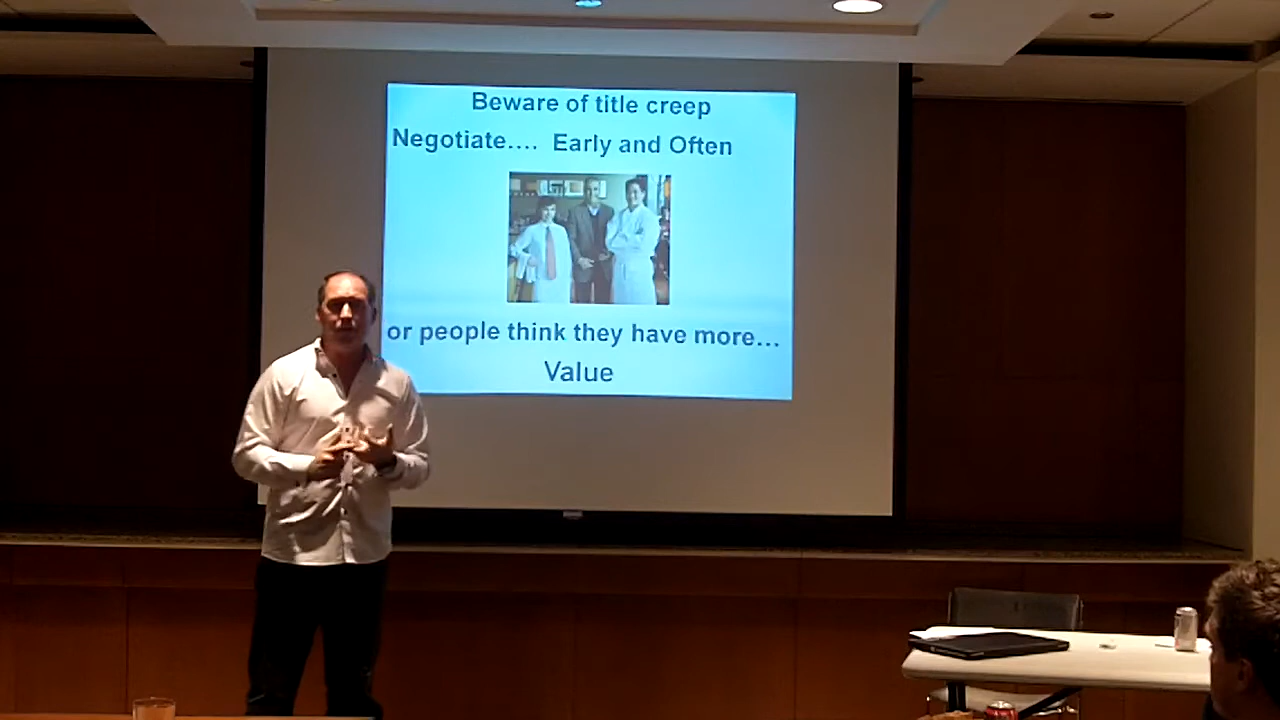 Beware of title creep
Negotiate.... Early and Often
or people think they have more...
Value